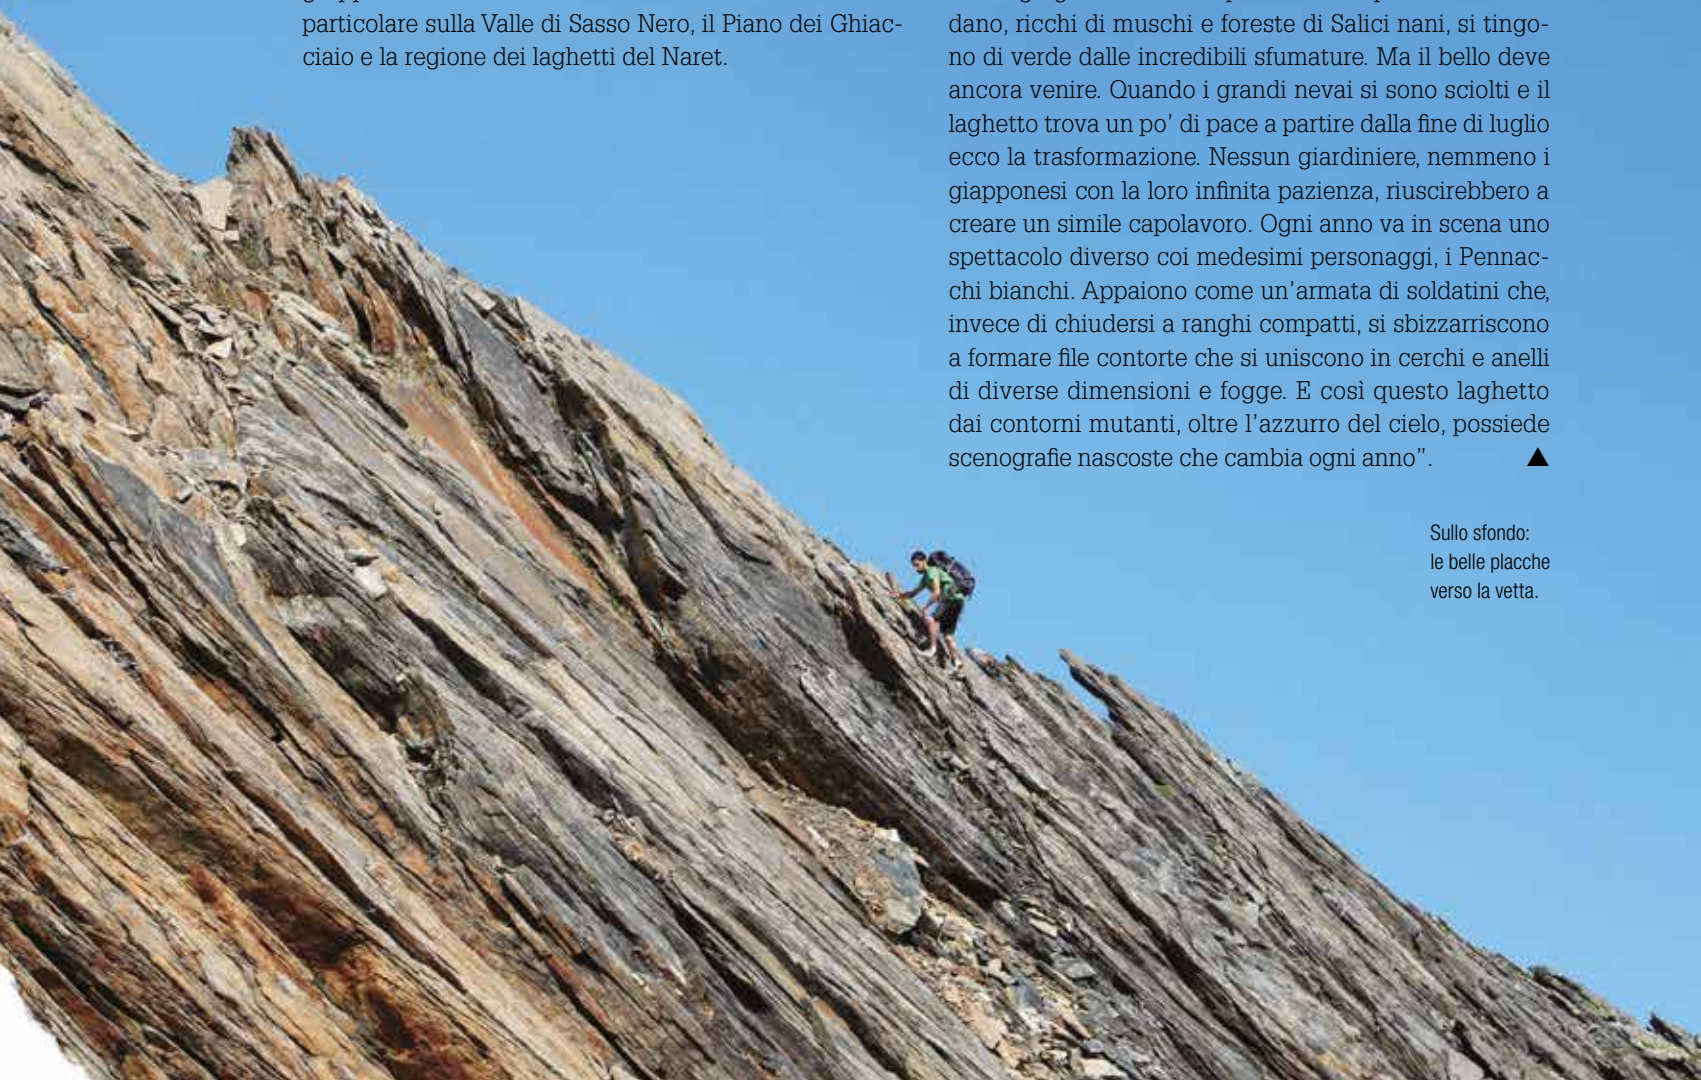 particolare sulla Valle di Sasso Nero, il Piano dei Ghiac-
ciaio e la regione dei laghetti del Naret.
dano, ricchi di muschi e foreste di Salici nani, si tingo-
no di verde dalle incredibili sfumature. Ma il bello deve
ancora venire. Quando i grandi nevai si sono sciolti e il
laghetto trova un po’ di pace a partire dalla fine di luglio
ecco la trasformazione. Nessun giardiniere, nemmeno i
giapponesi con la loro infinita pazienza, riuscirebbero a
creare un simile capolavoro. Ogni anno va in scena uno
spettacolo diverso coi medesimi personaggi, i Pennac-
chi bianchi. Appaiono come un’armata di soldatini che,
invece di chiudersi a ranghi compatti, si sbizzarriscono
a formare file contorte che si uniscono in cerchi e anelli
di diverse dimensioni e fogge. E così questo laghetto
dai contorni mutanti, oltre l’azzurro del cielo, possiede
scenografie nascoste che cambia ogni anno”.
Sullo sfondo:
le belle placche
verso la vetta.